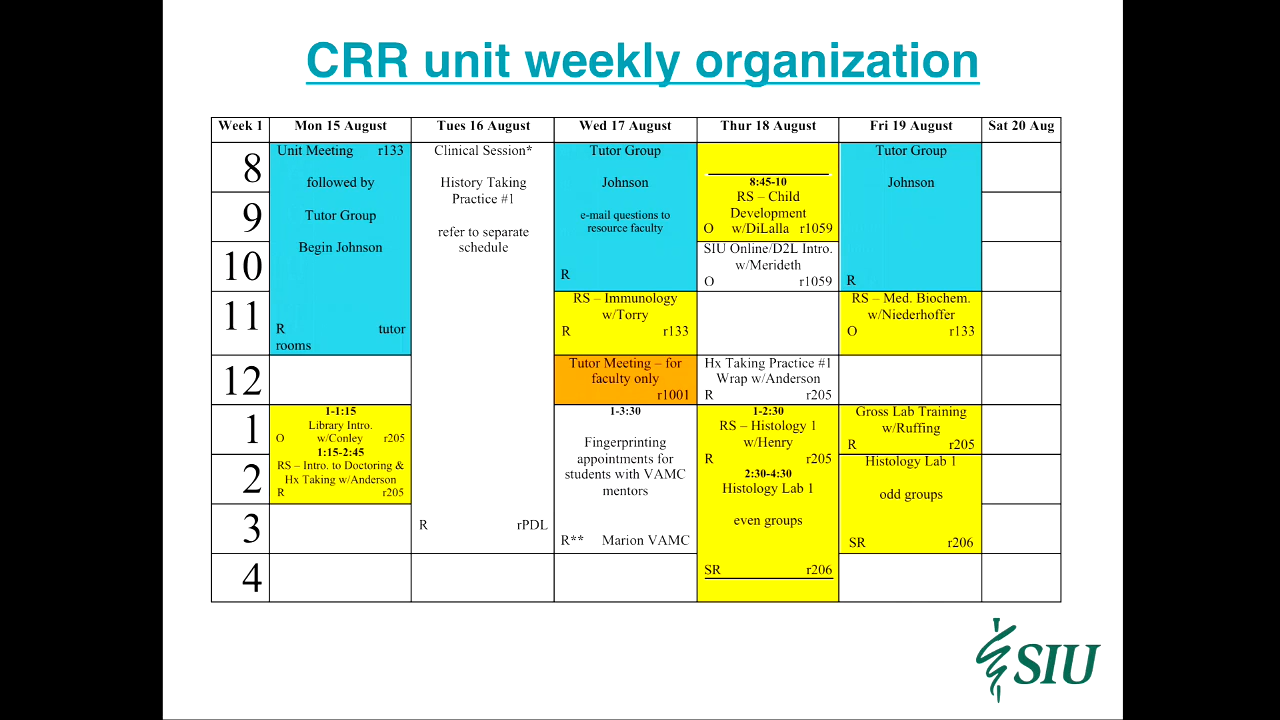 CRR unit weekly organization
Week 1 Mon 15 August Tues 16 August Wed 17 August Thur 18 August Fri 19 August Sat 20 Aug
8
9
10
11
12
1
2
3
4
Unit Meeting r133
followed by
Tutor Group
Begin Johnson
R tutor
rooms
1-1:15
Library Intro.
O w/Conley r205
1:15-2:45
RS – Intro. to Doctoring &
Hx Taking w/Anderson
R r205
Clinical Session*
History Taking
Practice #1
refer to separate
schedule
R rPDL
Tutor Group
Johnson
e-mail questions to
resource faculty
R
RS – Immunology
w/Torry
R r133
Tutor Meeting – for
faculty only
r1001
1-3:30
Fingerprinting
appointments for
students with VAMC
mentors
R** Marion VAMC
8:45-10
RS – Child
Development
O w/DiLalla r1059
SIU Online/D2L Intro.
w/Merideth
O r1059
Hx Taking Practice #1
Wrap w/Anderson
R r205
1-2:30
RS – Histology 1
w/Henry
R r205
2:30-4:30
Histology Lab 1
even groups
SR r206
Tutor Group
Johnson
R
RS – Med. Biochem.
w/Niederhoffer
O r133
Gross Lab Training
w/Ruffing
R r205
Histology Lab 1
odd groups
SR r206
SIU